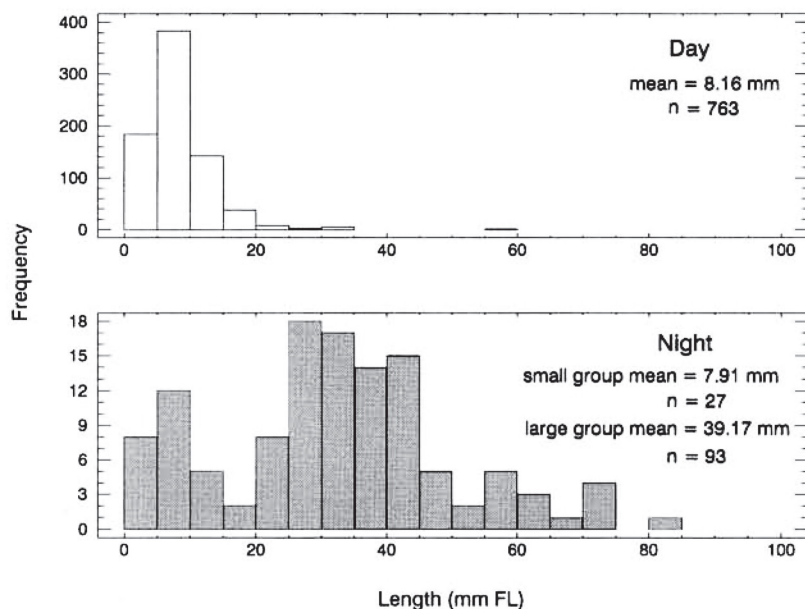 400
300
200
100
0
0 20 40 60 80 100
Day
mean = 8.16 mm
n = 763
Frequency
18
15
12
9
6
3
0
0 20 40 60 80 100
Night
small group mean = 7.91 mm
n = 27
large group mean = 39.17 mm
n = 93
Length (mm FL)